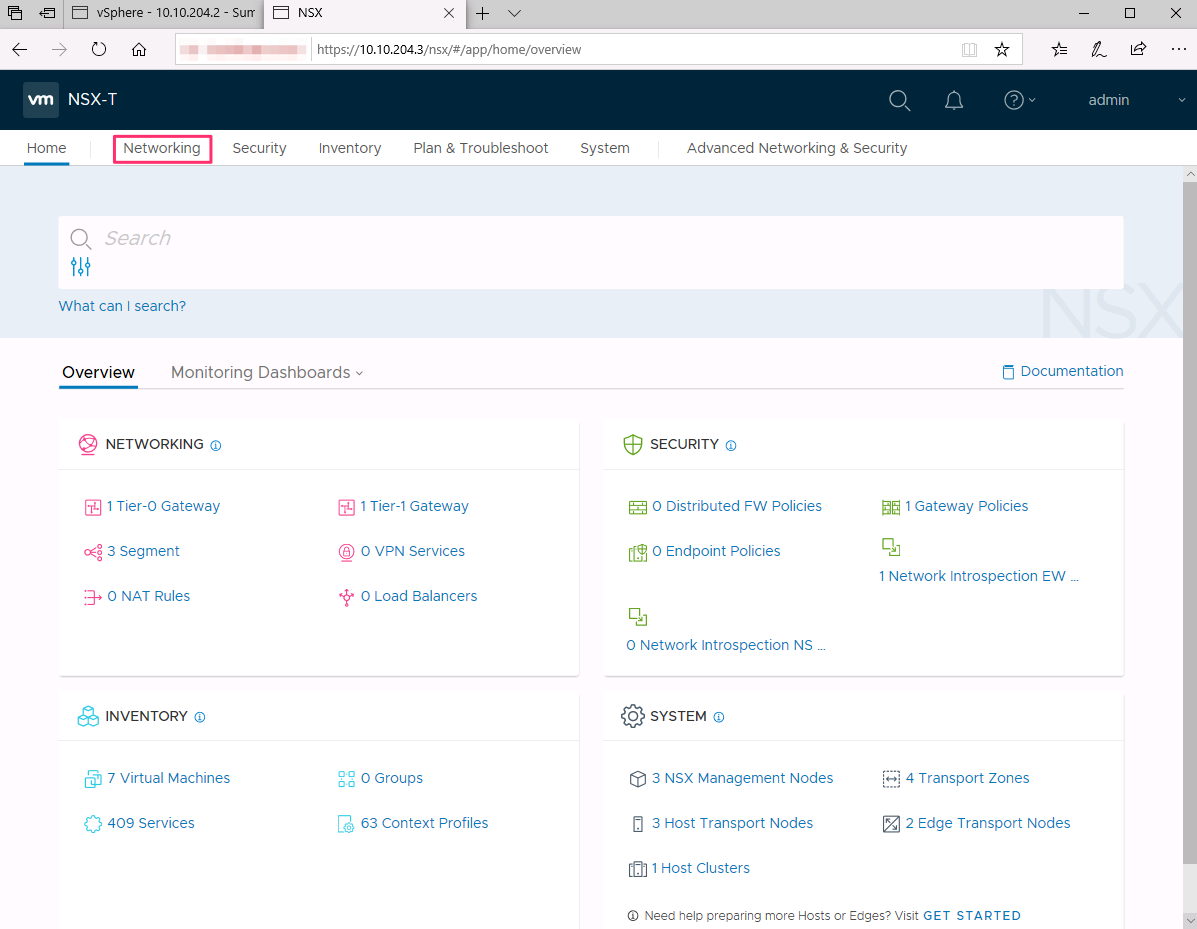 vSphere - 10.10.204.2 - Sum
NSX
https://10.10.204.3/nsx/#/app/home/overview
vm NSX-T
admin
Home Networking Security Inventory Plan & Troubleshoot System Advanced Networking & Security
Search
What can I search?
NSX
Overview Monitoring Dashboards Documentation
NETWORKING
1 Tier-0 Gateway 1 Tier-1 Gateway
3 Segment 0 VPN Services
0 NAT Rules 0 Load Balancers
SECURITY
0 Distributed FW Policies 1 Gateway Policies
0 Endpoint Policies
1 Network Introspection EW ...
0 Network Introspection NS ...
INVENTORY
7 Virtual Machines 0 Groups
409 Services 63 Context Profiles
SYSTEM
3 NSX Management Nodes 4 Transport Zones
3 Host Transport Nodes 2 Edge Transport Nodes
1 Host Clusters
Need help preparing more Hosts or Edges? Visit GET STARTED